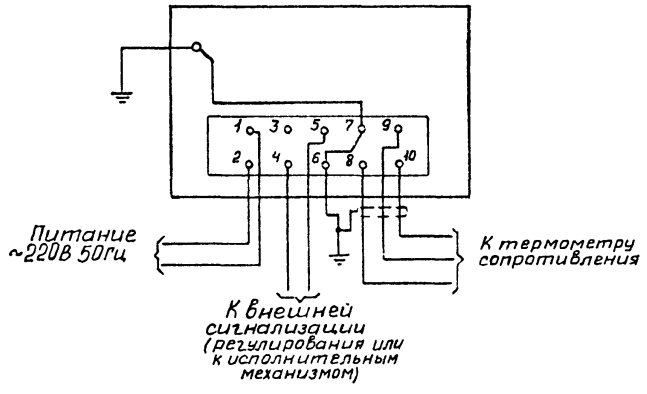 1 3 5 7 9
2 4 6 8 10
Питание
~220В 50гц
К термометру
сопротивления
К внешней
сигнализации
(регулирования или
к исполнительным
механизмом)